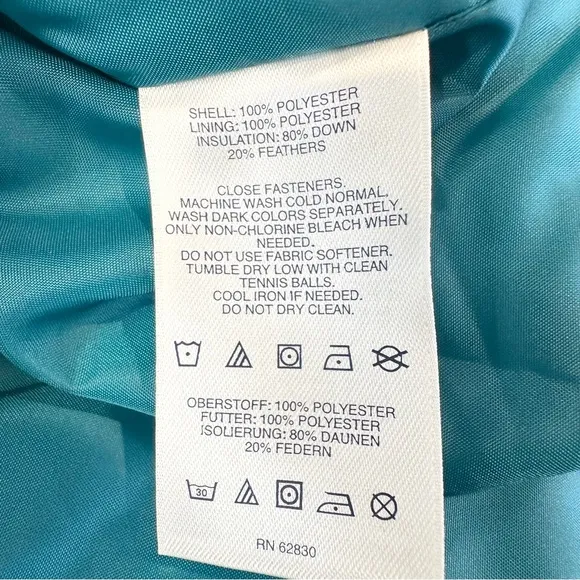 SHELL: 100% POLYESTER
LINING: 100% POLYESTER
INSULATION: 80% DOWN
20% FEATHERS
CLOSE FASTENERS.
MACHINE WASH COLD NORMAL.
WASH DARK COLORS SEPARATELY.
ONLY NON-CHLORINE BLEACH WHEN
NEEDED.
DO NOT USE FABRIC SOFTENER.
TUMBLE DRY LOW WITH CLEAN
TENNIS BALLS.
COOL IRON IF NEEDED.
DO NOT DRY CLEAN.
OBERSTOFF: 100% POLYESTER
FUTTER: 100% POLYESTER
ISOLIERUNG: 80% DAUNEN
20% FEDERN
30
RN 62830